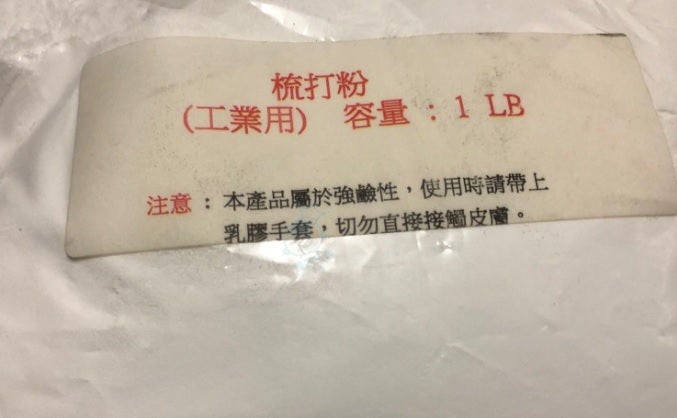 梳打粉
(工業用) 容量：1 LB
注意：本產品屬於強鹼性，使用時請帶上
乳膠手套，切勿直接接觸皮膚。